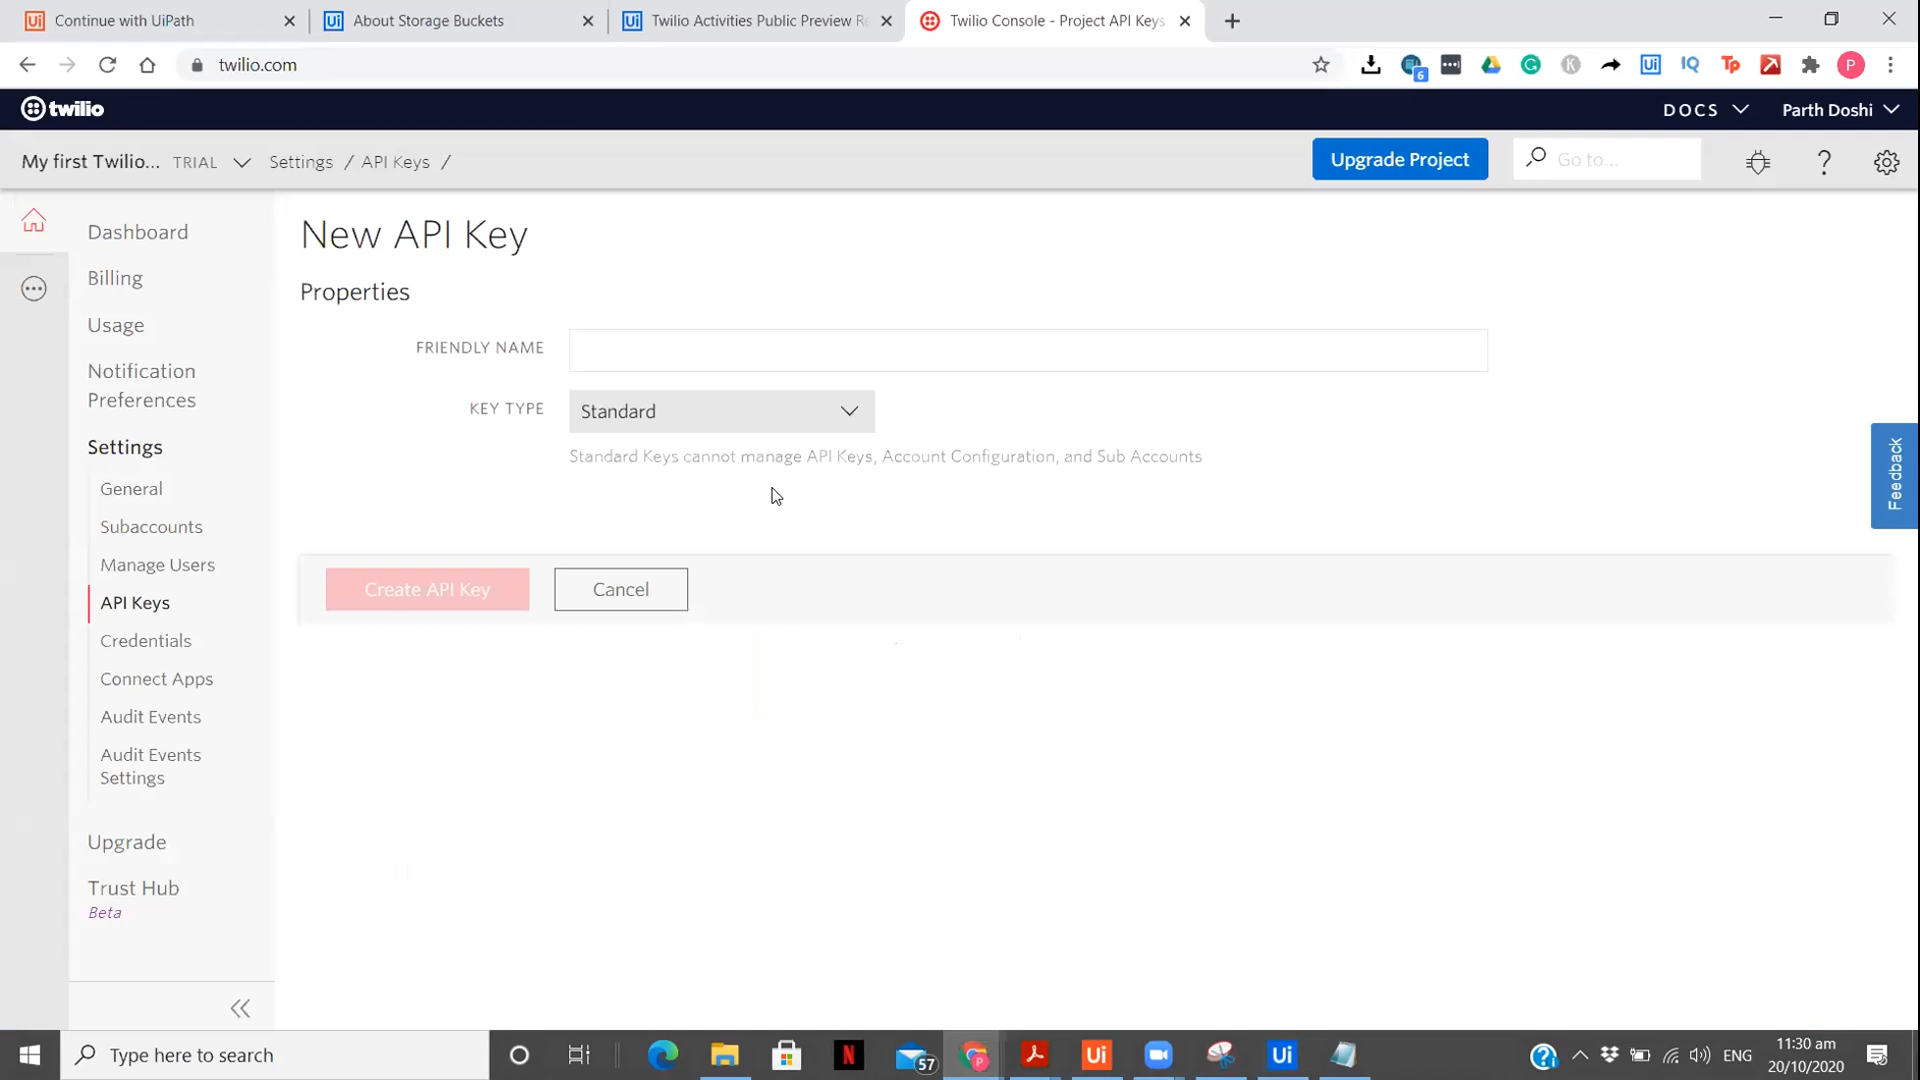 Continue with UiPath
About Storage Buckets
Twilio Activities Public Preview Re
Twilio Console - Project API Keys
twilio.com
6
twilio
DOCS
Parth Doshi
My first Twilio... TRIAL
Settings / API Keys /
Upgrade Project
Go to...
Dashboard
Billing
Usage
Notification
Preferences
Settings
General
Subaccounts
Manage Users
API Keys
Credentials
Connect Apps
Audit Events
Audit Events
Settings
Upgrade
Trust Hub
Beta
New API Key
Properties
FRIENDLY NAME
KEY TYPE
Standard
Standard Keys cannot manage API Keys, Account Configuration, and Sub Accounts
Create API Key
Cancel
Feedback
Type here to search
57
ENG
11:30 am
20/10/2020